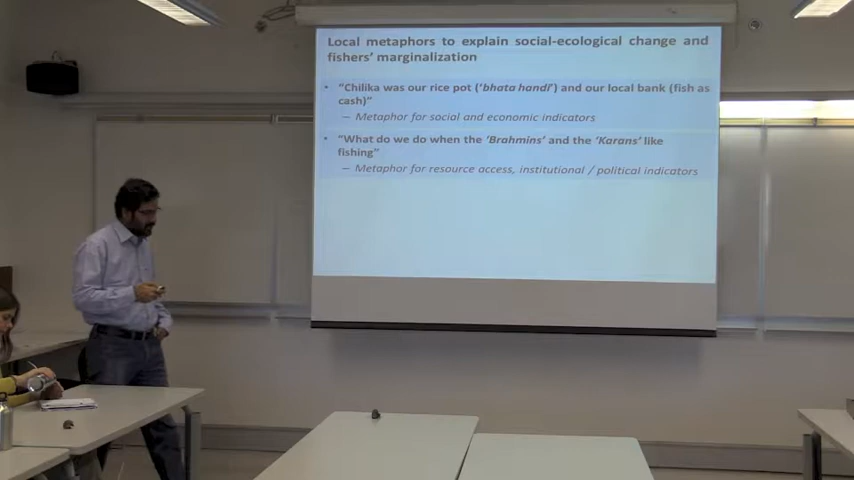 Local metaphors to explain social-ecological change and
fishers' marginalization
• "Chilika was our rice pot ('bhata handi') and our local bank (fish as
cash)"
– Metaphor for social and economic indicators
• "What do we do when the 'Brahmins' and the 'Karans' like
fishing"
– Metaphor for resource access, institutional / political indicators